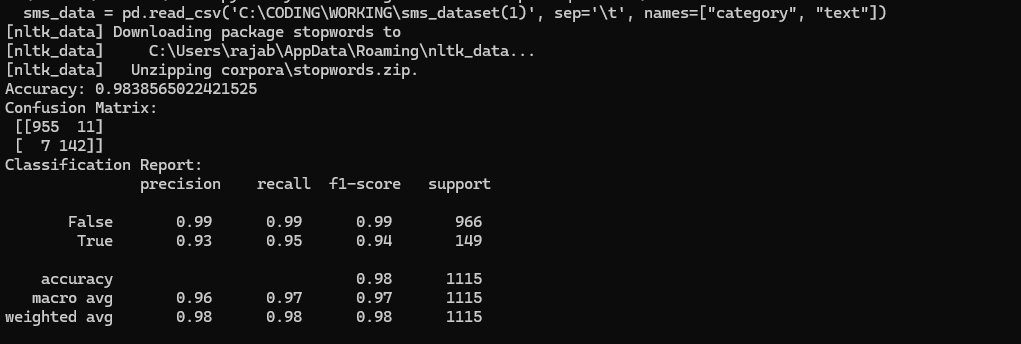 sms_data = pd.read_csv('C:\CODING\WORKING\sms_dataset(1)', sep='\t', names=["category", "text"])
[nltk_data] Downloading package stopwords to
[nltk_data]     C:\Users\rajab\AppData\Roaming\nltk_data...
[nltk_data]   Unzipping corpora\stopwords.zip.
Accuracy: 0.9838565022421525
Confusion Matrix:
 [[955  11]
 [  7 142]]
Classification Report:
              precision    recall  f1-score   support

       False       0.99      0.99      0.99       966
        True       0.93      0.95      0.94       149

    accuracy                           0.98      1115
   macro avg       0.96      0.97      0.97      1115
weighted avg       0.98      0.98      0.98      1115